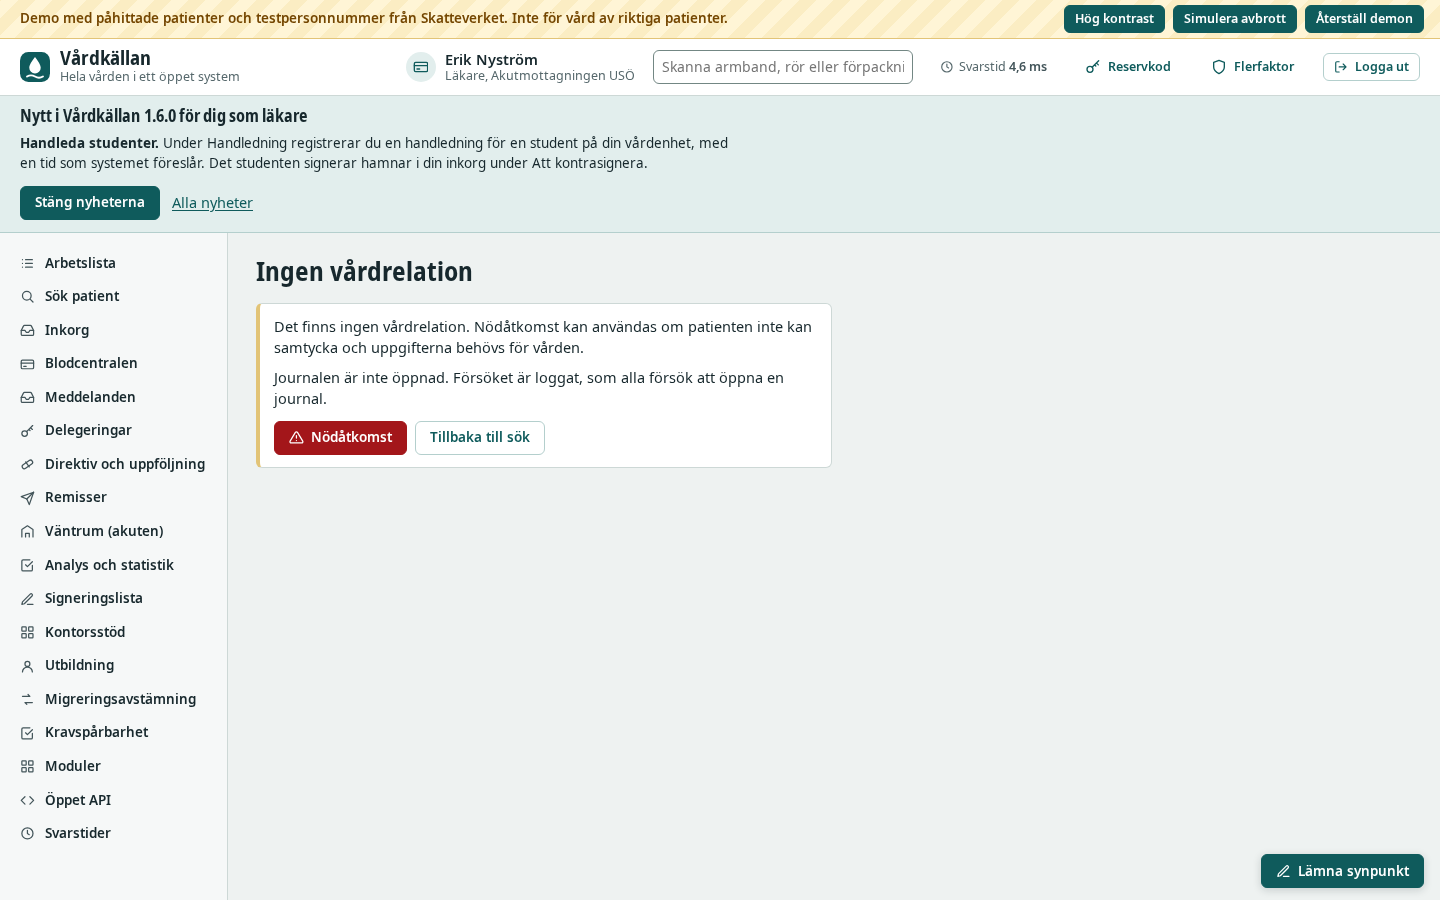 Demo med påhittade patienter och testpersonnummer från Skatteverket. Inte för vård av riktiga patienter.
Hög kontrast
Simulera avbrott
Återställ demon
Vårdkällan
Hela vården i ett öppet system
Erik Nyström
Läkare, Akutmottagningen USÖ
Skanna armband, rör eller förpackni
Svarstid 4,6 ms
Reservkod
Flerfaktor
Logga ut
Nytt i Vårdkällan 1.6.0 för dig som läkare
Handleda studenter. Under Handledning registrerar du en handledning för en student på din vårdenhet, med
en tid som systemet föreslår. Det studenten signerar hamnar i din inkorg under Att kontrasignera.
Stäng nyheterna
Alla nyheter
Arbetslista
Sök patient
Inkorg
Blodcentralen
Meddelanden
Delegeringar
Direktiv och uppföljning
Remisser
Väntrum (akuten)
Analys och statistik
Signeringslista
Kontorsstöd
Utbildning
Migreringsavstämning
Kravspårbarhet
Moduler
Öppet API
Svarstider
Ingen vårdrelation
Det finns ingen vårdrelation. Nödåtkomst kan användas om patienten inte kan
samtycka och uppgifterna behövs för vården.
Journalen är inte öppnad. Försöket är loggat, som alla försök att öppna en
journal.
Nödåtkomst
Tillbaka till sök
Lämna synpunkt